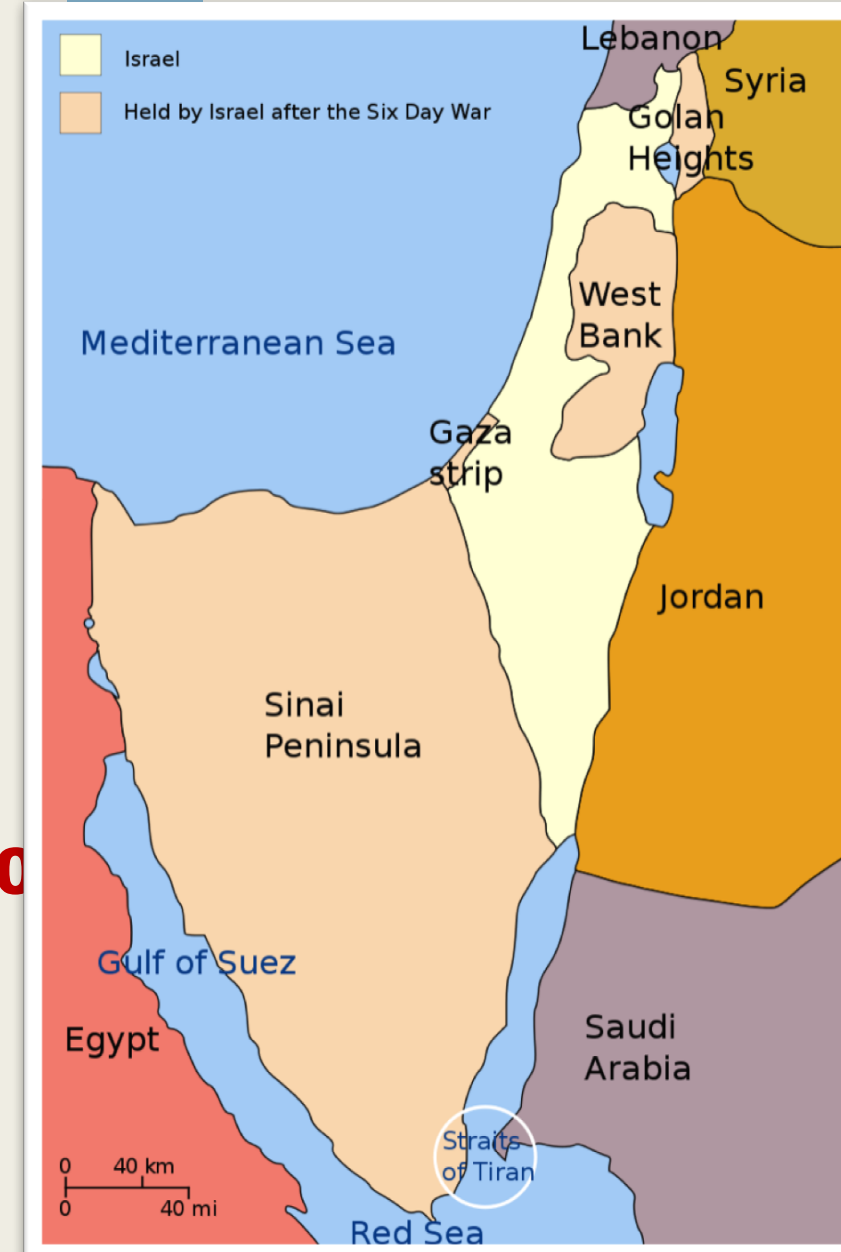 Israel
Held by Israel after the Six Day War
Lebanon
Syria
Golan
Heights
West
Bank
Mediterranean Sea
Gaza
strip
Jordan
Sinai
Peninsula
Gulf of Suez
Egypt
Saudi
Arabia
Straits
of Tiran
0 40 km
0 40 mi
Red Sea